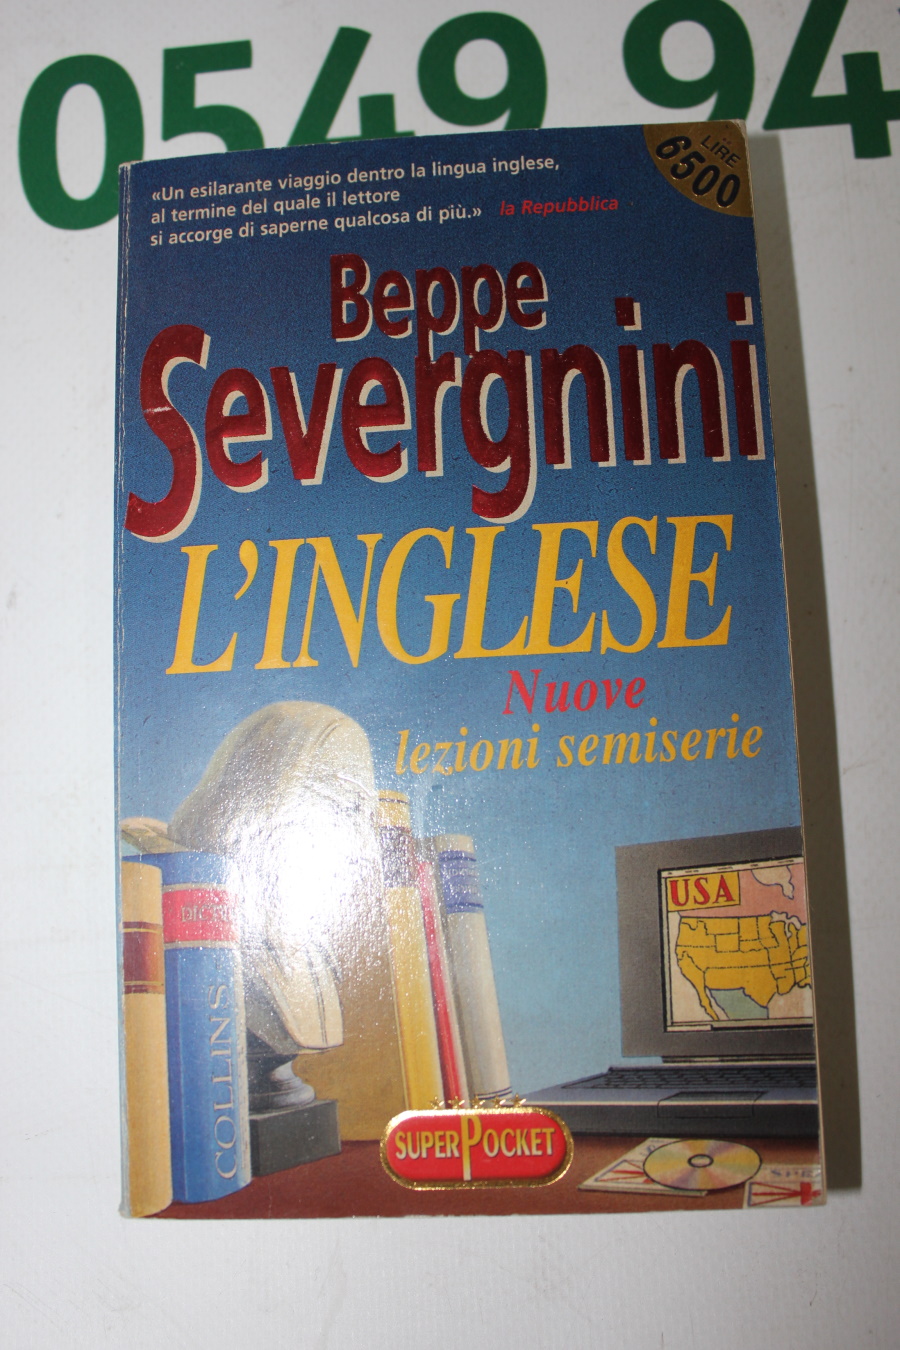 0549 94
LIRE
6500
«Un esilarante viaggio dentro la lingua inglese,
al termine del quale il lettore
si accorge di saperne qualcosa di più.» la Repubblica
Beppe
Severgnini
L'INGLESE
Nuove
lezioni semiserie
USA
COLLINS
SUPERPOCKET